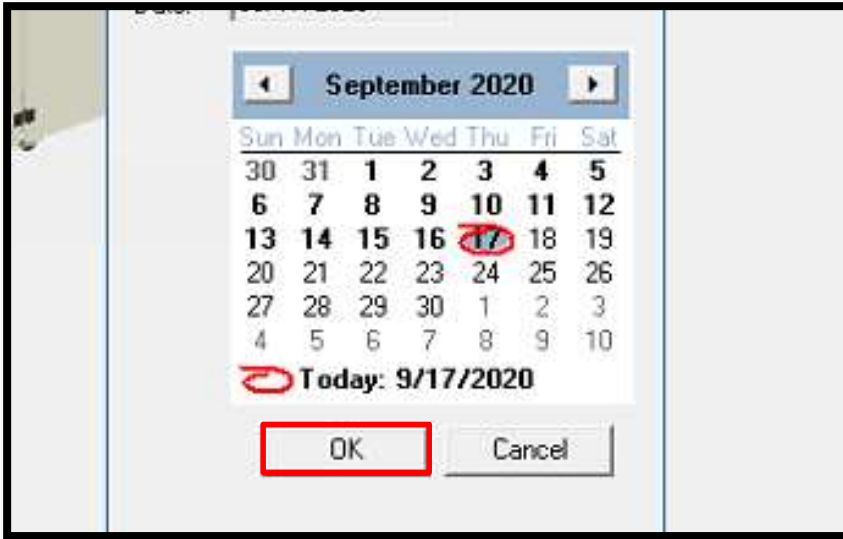 September 2020
Sun Mon Tue Wed Thu Fri Sat
30 31 1 2 3 4 5
6 7 8 9 10 11 12
13 14 15 16 17 18 19
20 21 22 23 24 25 26
27 28 29 30 1 2 3
4 5 6 7 8 9 10
Today: 9/17/2020
OK Cancel